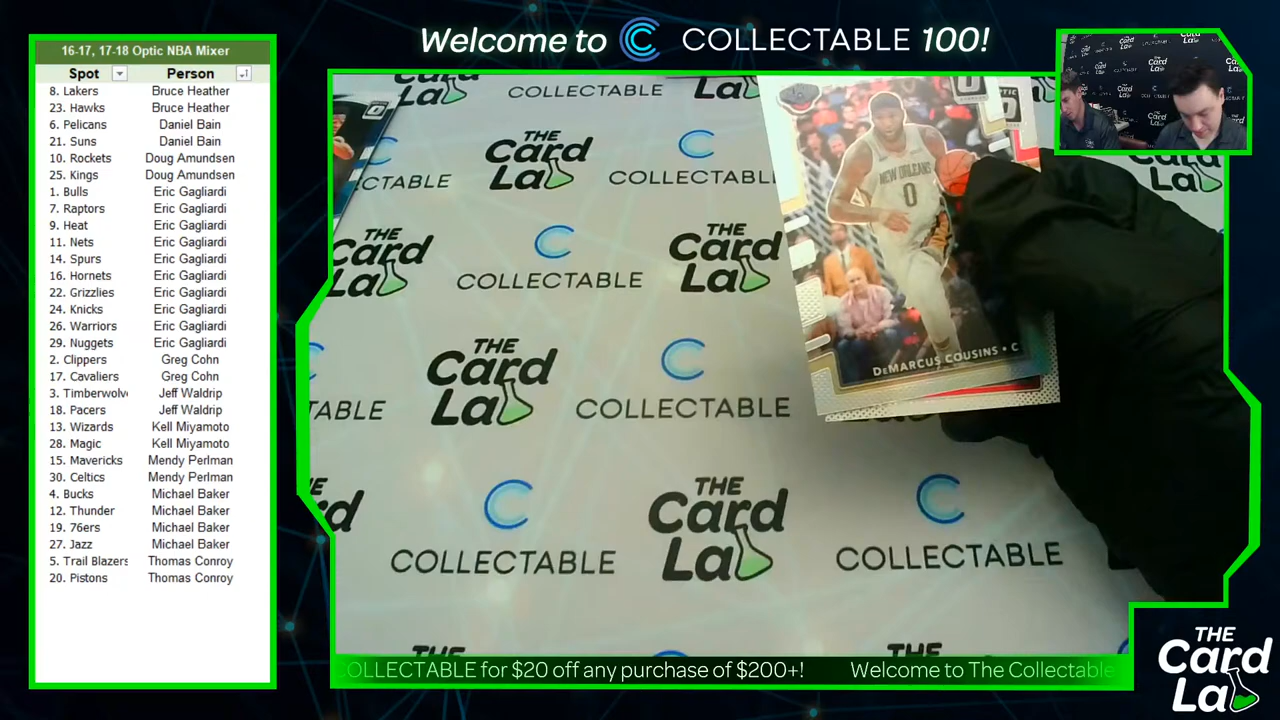 Welcome to COLLECTABLE 100!
16-17, 17-18 Optic NBA Mixer
Spot Person
8. Lakers Bruce Heather
23. Hawks Bruce Heather
6. Pelicans Daniel Bain
21. Suns Daniel Bain
10. Rockets Doug Amundsen
25. Kings Doug Amundsen
1. Bulls Eric Gagliardi
7. Raptors Eric Gagliardi
9. Heat Eric Gagliardi
11. Nets Eric Gagliardi
14. Spurs Eric Gagliardi
16. Hornets Eric Gagliardi
22. Grizzlies Eric Gagliardi
24. Knicks Eric Gagliardi
26. Warriors Eric Gagliardi
29. Nuggets Eric Gagliardi
2. Clippers Greg Cohn
17. Cavaliers Greg Cohn
3. Timberwolv Jeff Waldrip
18. Pacers Jeff Waldrip
13. Wizards Kell Miyamoto
28. Magic Kell Miyamoto
15. Mavericks Mendy Perlman
30. Celtics Mendy Perlman
4. Bucks Michael Baker
12. Thunder Michael Baker
19. 76ers Michael Baker
27. Jazz Michael Baker
5. Trail Blazers Thomas Conroy
20. Pistons Thomas Conroy
La COLLECTABLE La
THE
Card
Lab
COLLECTABLE
ECTABLE
THE
Card
Lab
COLLECTABLE
THE
Card
Lab
NEW ORLEANS
0
DeMARCUS COUSINS • C
THE
Card
Lab
COLLECTABLE
TABLE
COLLECTABLE
THE
Card
Lab
COLLECTABLE
THE
COLLECTABLE for $20 off any purchase of $200+! Welcome to The Collectable
THE
Card
Lab